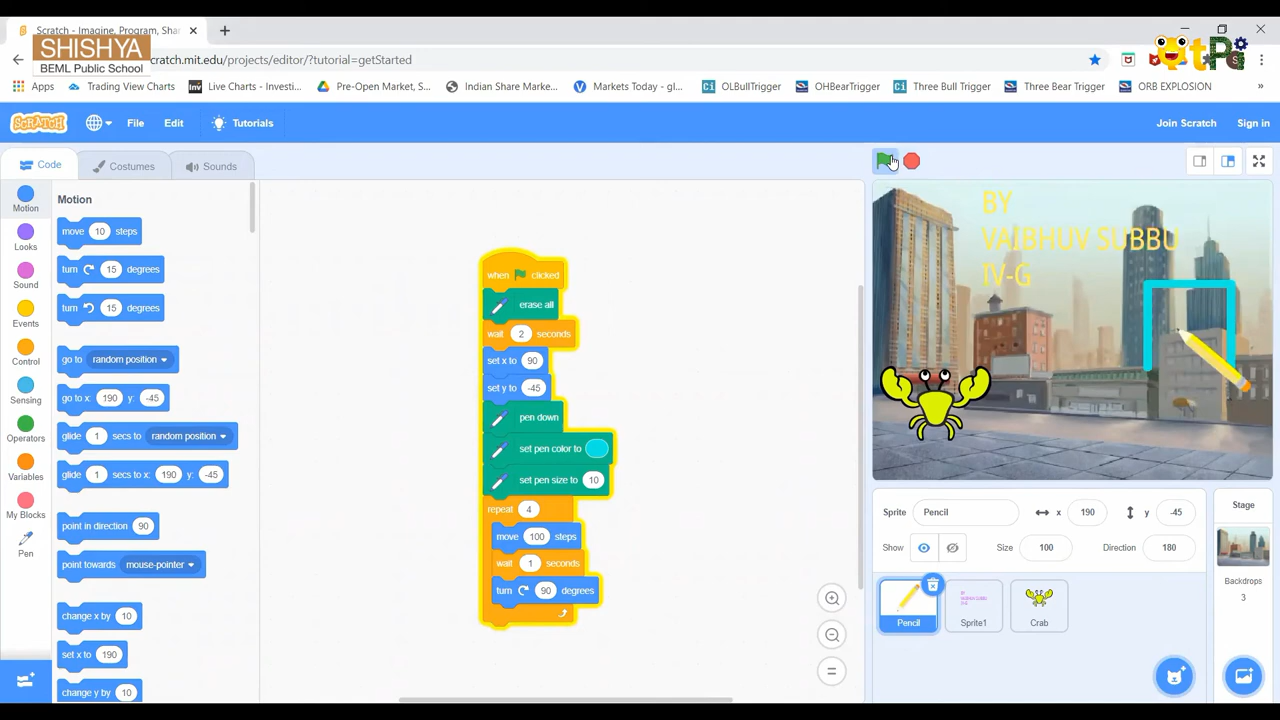 Scratch - Imagine, Program, Sha
SHISHYA
BEML Public School
cratch.mit.edu/projects/editor/?tutorial=getStarted
Apps
Trading View Charts
Inv
Live Charts - Investi...
Pre-Open Market, S...
Indian Share Marke...
Markets Today - gl...
OLBullTrigger
OHBearTrigger
Three Bull Trigger
Three Bear Trigger
ORB EXPLOSION
SCRATCH
File
Edit
Tutorials
Join Scratch
Sign in
Code
Costumes
Sounds
Motion
Looks
Sound
Events
Control
Sensing
Operators
Variables
My Blocks
Pen
Motion
move 10 steps
turn 15 degrees
turn 15 degrees
go to random position
go to x: 190 y: -45
glide 1 secs to random position
glide 1 secs to x: 190 y: -45
point in direction 90
point towards mouse-pointer
change x by 10
set x to 190
change y by 10
when clicked
erase all
wait 2 seconds
set x to 90
set y to -45
pen down
set pen color to
set pen size to 10
repeat 4
move 100 steps
wait 1 seconds
turn 90 degrees
BY
VAIBHUV SUBBU
IV-G
Sprite Pencil x 190 y -45
Show Size 100 Direction 180
Pencil
Sprite1
Crab
Stage
Backdrops
3